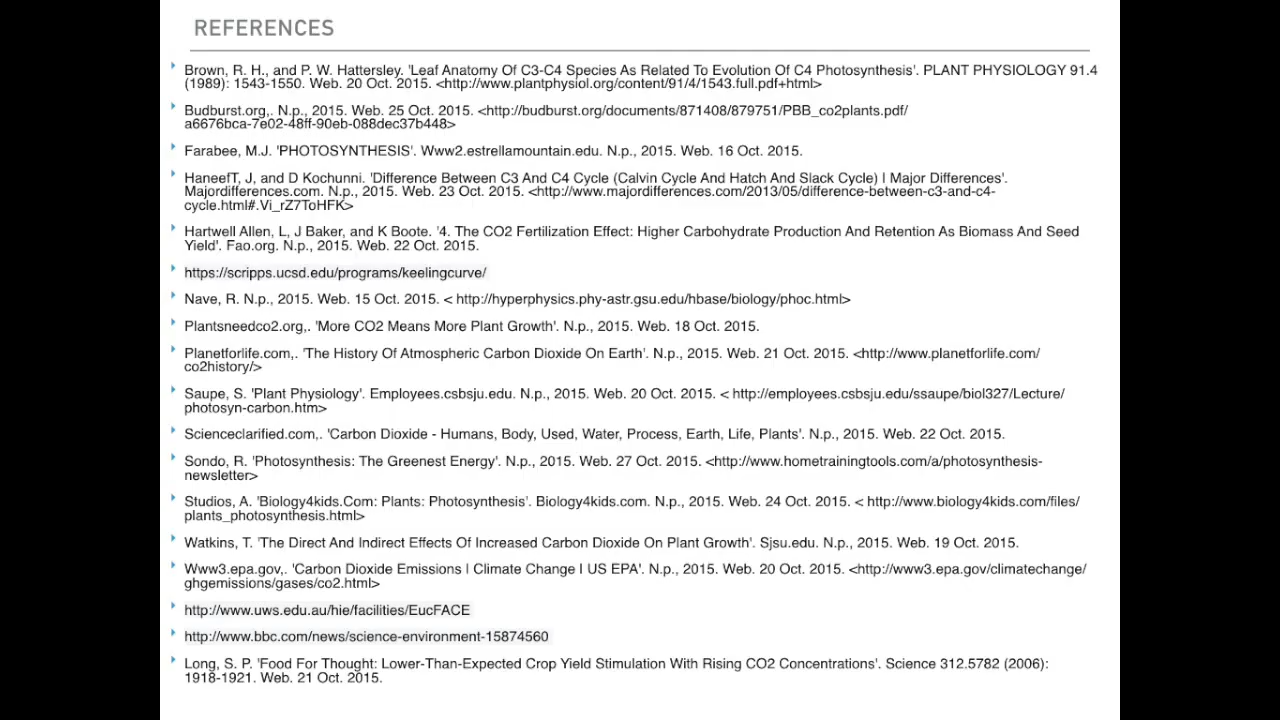 REFERENCES
Brown, R. H., and P. W. Hattersley. 'Leaf Anatomy Of C3-C4 Species As Related To Evolution Of C4 Photosynthesis'. PLANT PHYSIOLOGY 91.4
(1989): 1543-1550. Web. 20 Oct. 2015. <http://www.plantphysiol.org/content/91/4/1543.full.pdf+html>
Budburst.org,. N.p., 2015. Web. 25 Oct. 2015. <http://budburst.org/documents/871408/879751/PBB_co2plants.pdf/
a6676bca-7e02-48ff-90eb-088dec37b448>
Farabee, M.J. 'PHOTOSYNTHESIS'. Www2.estrellamountain.edu. N.p., 2015. Web. 16 Oct. 2015.
HaneefT, J, and D Kochunni. 'Difference Between C3 And C4 Cycle (Calvin Cycle And Hatch And Slack Cycle) | Major Differences'.
Majordifferences.com. N.p., 2015. Web. 23 Oct. 2015. <http://www.majordifferences.com/2013/05/difference-between-c3-and-c4-
cycle.html#.Vi_rZ7ToHFK>
Hartwell Allen, L, J Baker, and K Boote. '4. The CO2 Fertilization Effect: Higher Carbohydrate Production And Retention As Biomass And Seed
Yield'. Fao.org. N.p., 2015. Web. 22 Oct. 2015.
https://scripps.ucsd.edu/programs/keelingcurve/
Nave, R. N.p., 2015. Web. 15 Oct. 2015. < http://hyperphysics.phy-astr.gsu.edu/hbase/biology/phoc.html>
Plantsneedco2.org,. 'More CO2 Means More Plant Growth'. N.p., 2015. Web. 18 Oct. 2015.
Planetforlife.com,. 'The History Of Atmospheric Carbon Dioxide On Earth'. N.p., 2015. Web. 21 Oct. 2015. <http://www.planetforlife.com/
co2history/>
Saupe, S. 'Plant Physiology'. Employees.csbsju.edu. N.p., 2015. Web. 20 Oct. 2015. < http://employees.csbsju.edu/ssaupe/biol327/Lecture/
photosyn-carbon.htm>
Scienceclarified.com,. 'Carbon Dioxide - Humans, Body, Used, Water, Process, Earth, Life, Plants'. N.p., 2015. Web. 22 Oct. 2015.
Sondo, R. 'Photosynthesis: The Greenest Energy'. N.p., 2015. Web. 27 Oct. 2015. <http://www.hometrainingtools.com/a/photosynthesis-
newsletter>
Studios, A. 'Biology4kids.Com: Plants: Photosynthesis'. Biology4kids.com. N.p., 2015. Web. 24 Oct. 2015. < http://www.biology4kids.com/files/
plants_photosynthesis.html>
Watkins, T. 'The Direct And Indirect Effects Of Increased Carbon Dioxide On Plant Growth'. Sjsu.edu. N.p., 2015. Web. 19 Oct. 2015.
Www3.epa.gov,. 'Carbon Dioxide Emissions | Climate Change | US EPA'. N.p., 2015. Web. 20 Oct. 2015. <http://www3.epa.gov/climatechange/
ghgemissions/gases/co2.html>
http://www.uws.edu.au/hie/facilities/EucFACE
http://www.bbc.com/news/science-environment-15874560
Long, S. P. 'Food For Thought: Lower-Than-Expected Crop Yield Stimulation With Rising CO2 Concentrations'. Science 312.5782 (2006):
1918-1921. Web. 21 Oct. 2015.